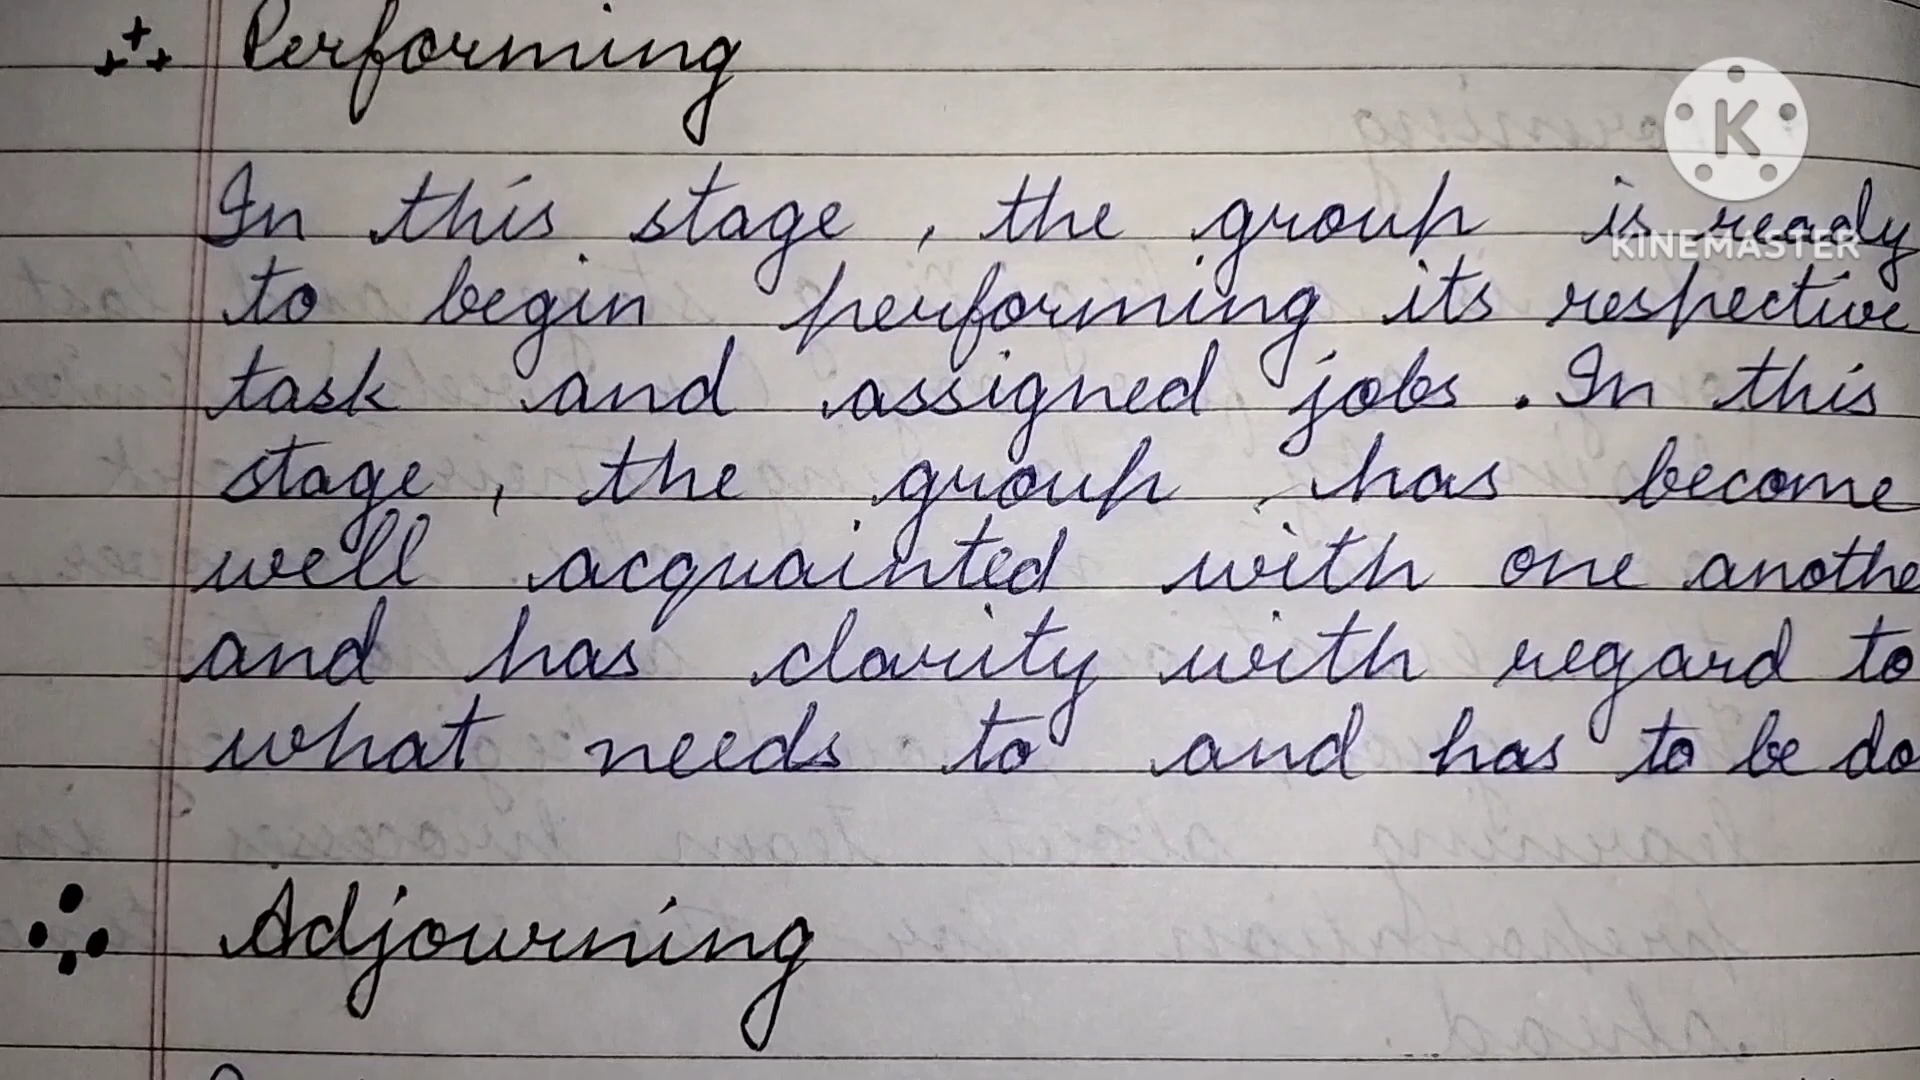 Performing
K
In this stage, the group is ready
KINEMASTER
to begin performing its respective
task and assigned jobs. In this
stage, the group has become
well acquainted with one anothe
and has clarity with regard to
what needs to and has to be do
Adjourning